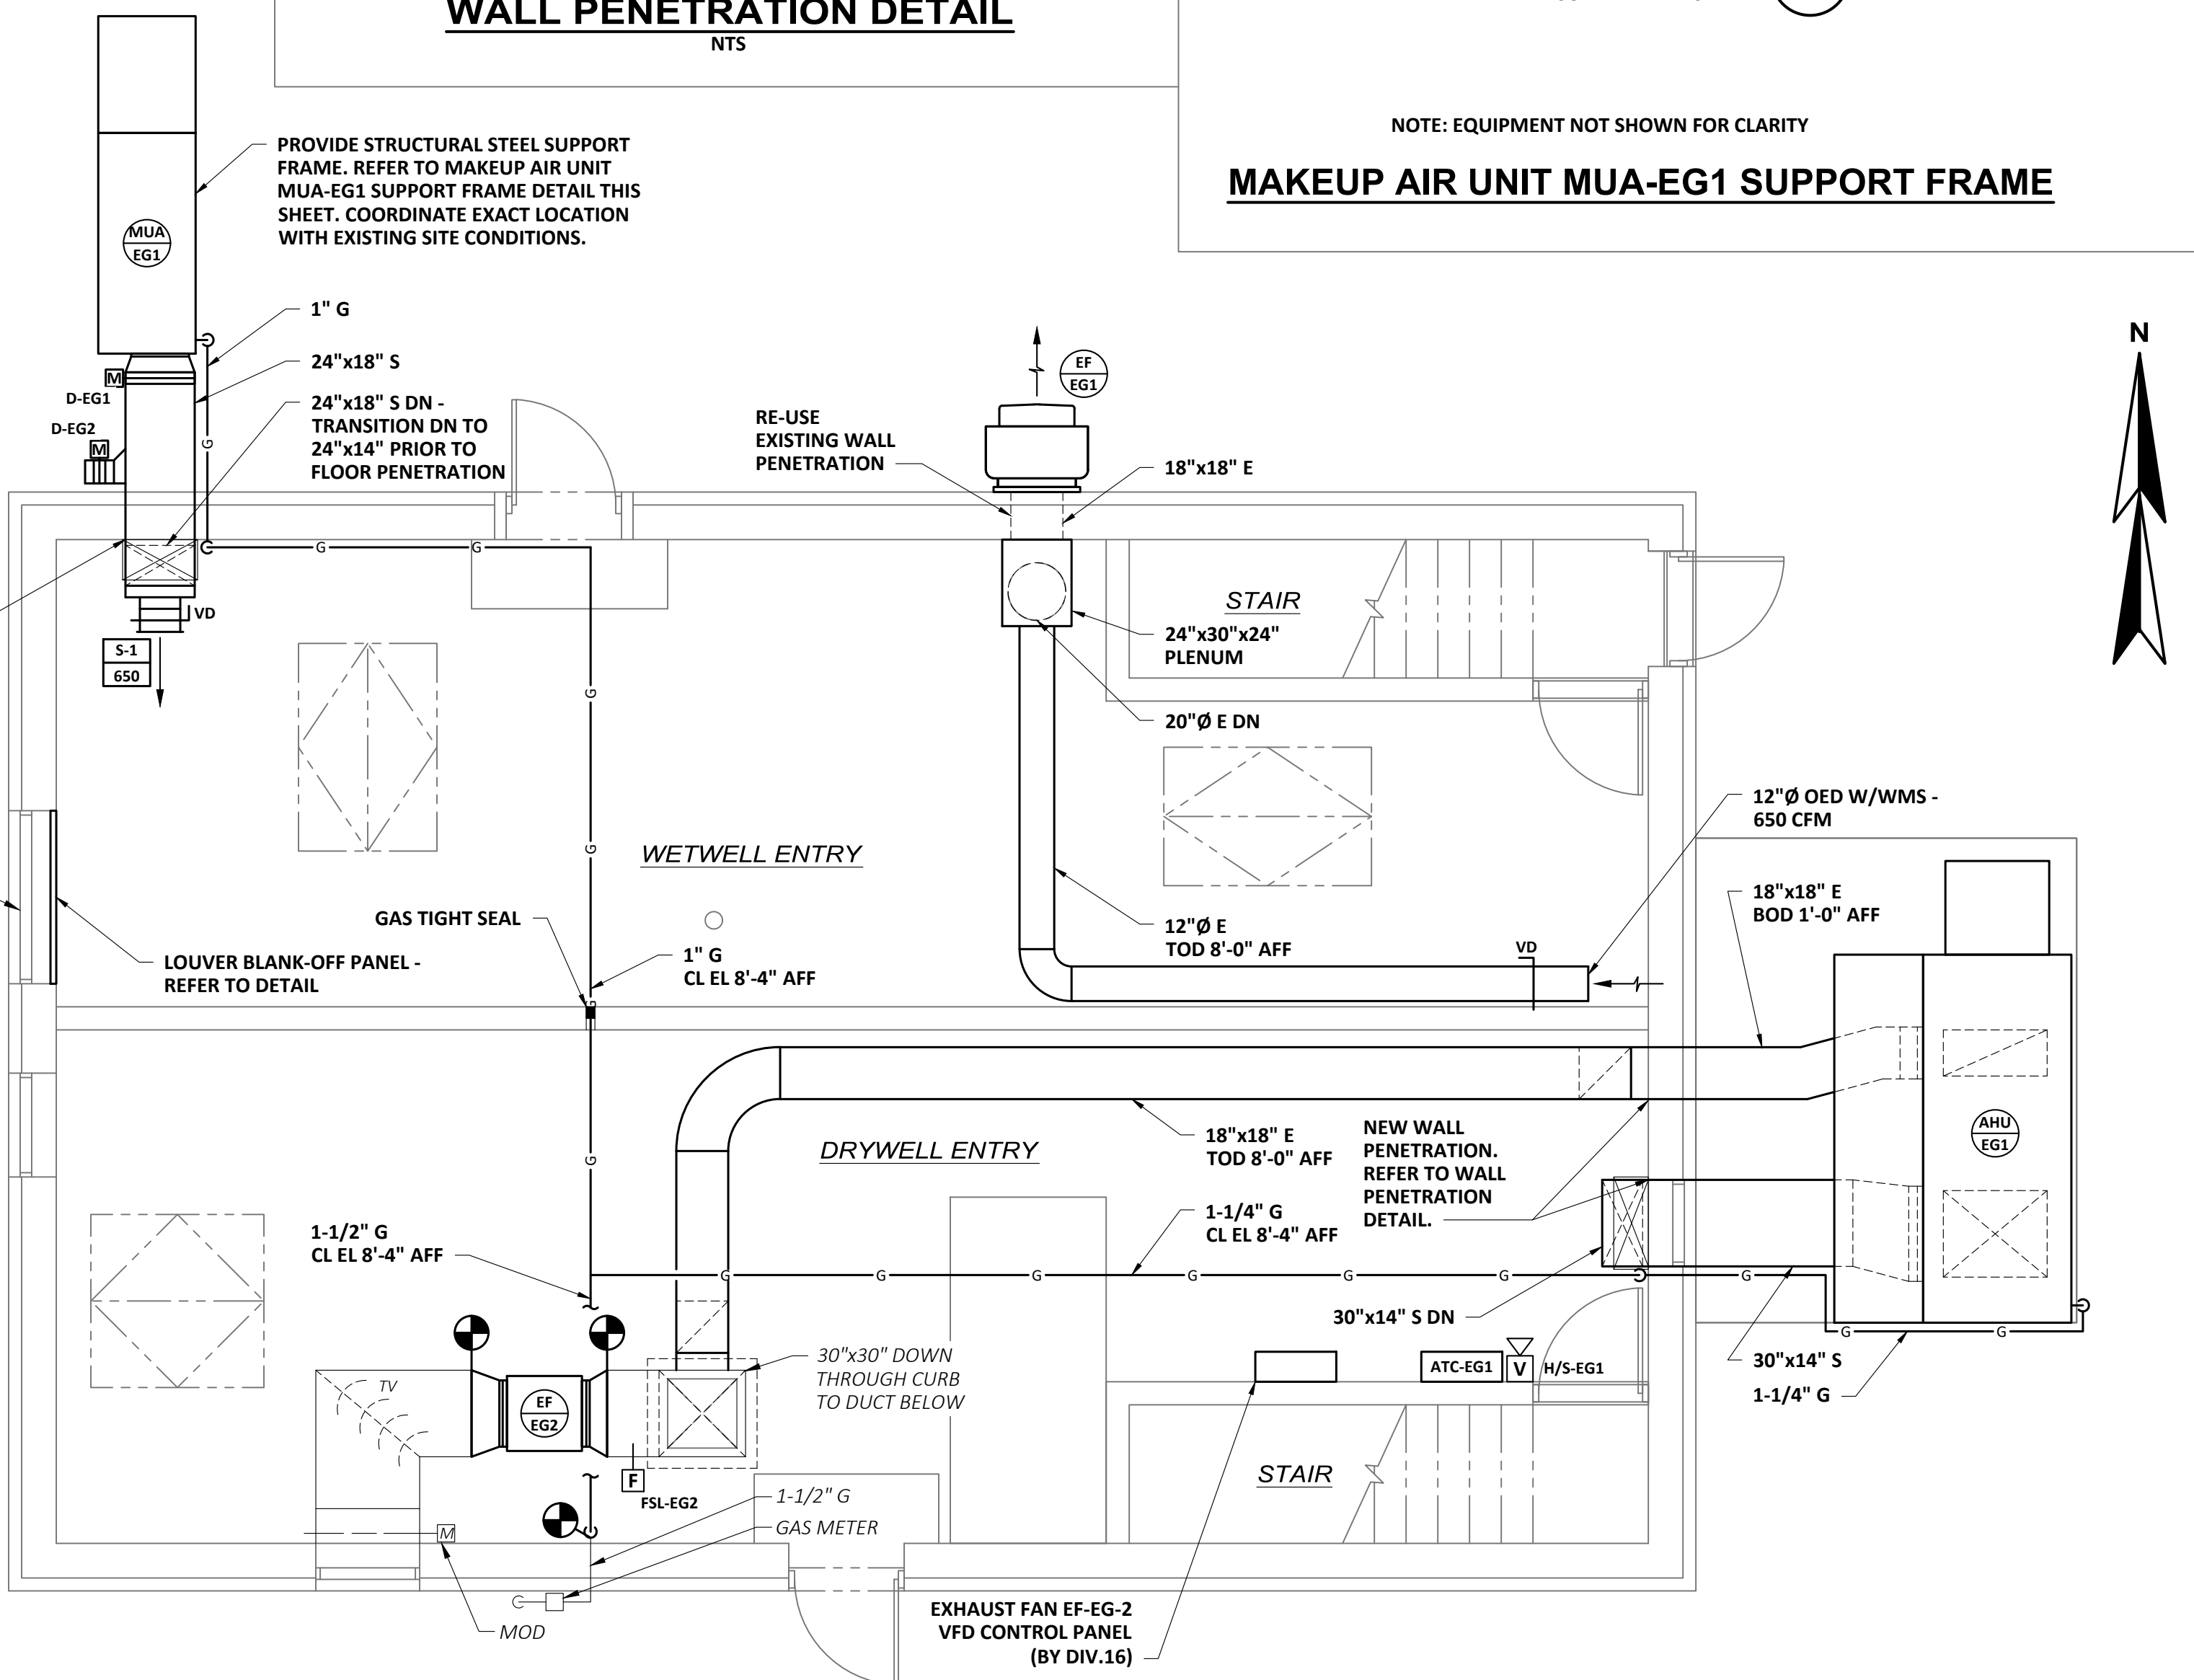 WALL PENETRATION DETAIL
NTS
NOTE: EQUIPMENT NOT SHOWN FOR CLARITY
MAKEUP AIR UNIT MUA-EG1 SUPPORT FRAME
PROVIDE STRUCTURAL STEEL SUPPORT
FRAME. REFER TO MAKEUP AIR UNIT
MUA-EG1 SUPPORT FRAME DETAIL THIS
SHEET. COORDINATE EXACT LOCATION
WITH EXISTING SITE CONDITIONS.
MUA
EG1
1" G
24"x18" S
M
D-EG1
24"x18" S DN -
TRANSITION DN TO
24"x14" PRIOR TO
FLOOR PENETRATION
D-EG2
M
G
N
EF
EG1
RE-USE
EXISTING WALL
PENETRATION
18"x18" E
G
G
VD
S-1
650
STAIR
24"x30"x24"
PLENUM
20"Ø E DN
G
G
WETWELL ENTRY
12"Ø OED W/WMS -
650 CFM
18"x18" E
BOD 1'-0" AFF
GAS TIGHT SEAL
1" G
CL EL 8'-4" AFF
12"Ø E
TOD 8'-0" AFF
VD
LOUVER BLANK-OFF PANEL -
REFER TO DETAIL
G
G
DRYWELL ENTRY
18"x18" E
TOD 8'-0" AFF
NEW WALL
PENETRATION.
REFER TO WALL
PENETRATION
DETAIL.
AHU
EG1
1-1/2" G
CL EL 8'-4" AFF
1-1/4" G
CL EL 8'-4" AFF
G
G
G
G
G
G
G
30"x14" S DN
G
G
30"x14" S
1-1/4" G
TV
EF
EG2
30"x30" DOWN
THROUGH CURB
TO DUCT BELOW
ATC-EG1
V
H/S-EG1
F
FSL-EG2
STAIR
1-1/2" G
GAS METER
M
MOD
EXHAUST FAN EF-EG-2
VFD CONTROL PANEL
(BY DIV.16)